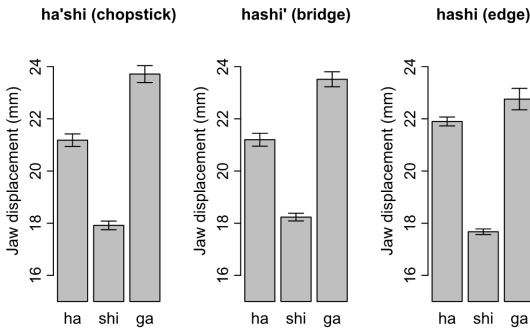 ha'shi (chopstick)
hashi' (bridge)
hashi (edge)
Jaw displacement (mm)
24
22
20
18
16
ha shi ga
Jaw displacement (mm)
24
22
20
18
16
ha shi ga
Jaw displacement (mm)
24
22
20
18
16
ha shi ga